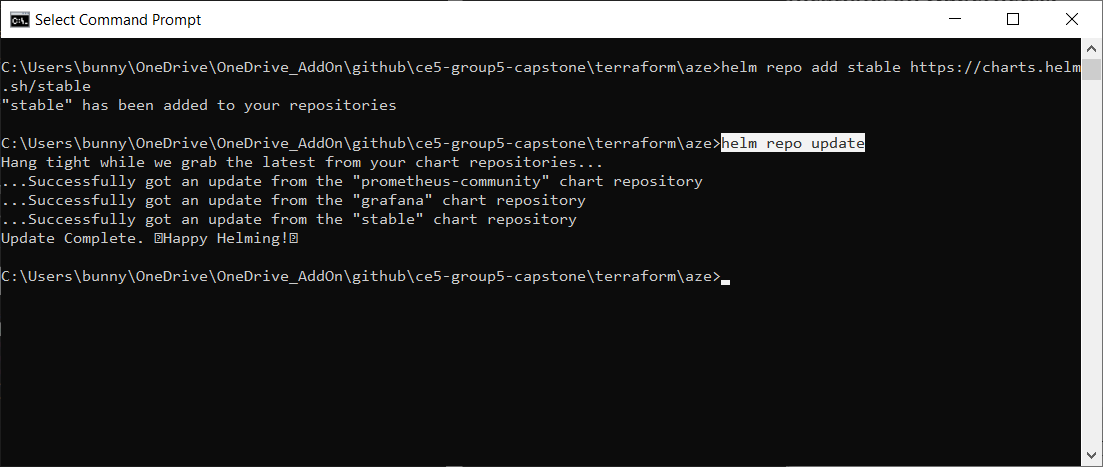 Select Command Prompt
C:\Users\bunny\OneDrive\OneDrive_AddOn\github\ce5-group5-capstone\terraform\aze>helm repo add stable https://charts.helm
.sh/stable
"stable" has been added to your repositories
C:\Users\bunny\OneDrive\OneDrive_AddOn\github\ce5-group5-capstone\terraform\aze>helm repo update
Hang tight while we grab the latest from your chart repositories...
...Successfully got an update from the "prometheus-community" chart repository
...Successfully got an update from the "grafana" chart repository
...Successfully got an update from the "stable" chart repository
Update Complete. ⍰Happy Helming!⍰
C:\Users\bunny\OneDrive\OneDrive_AddOn\github\ce5-group5-capstone\terraform\aze>